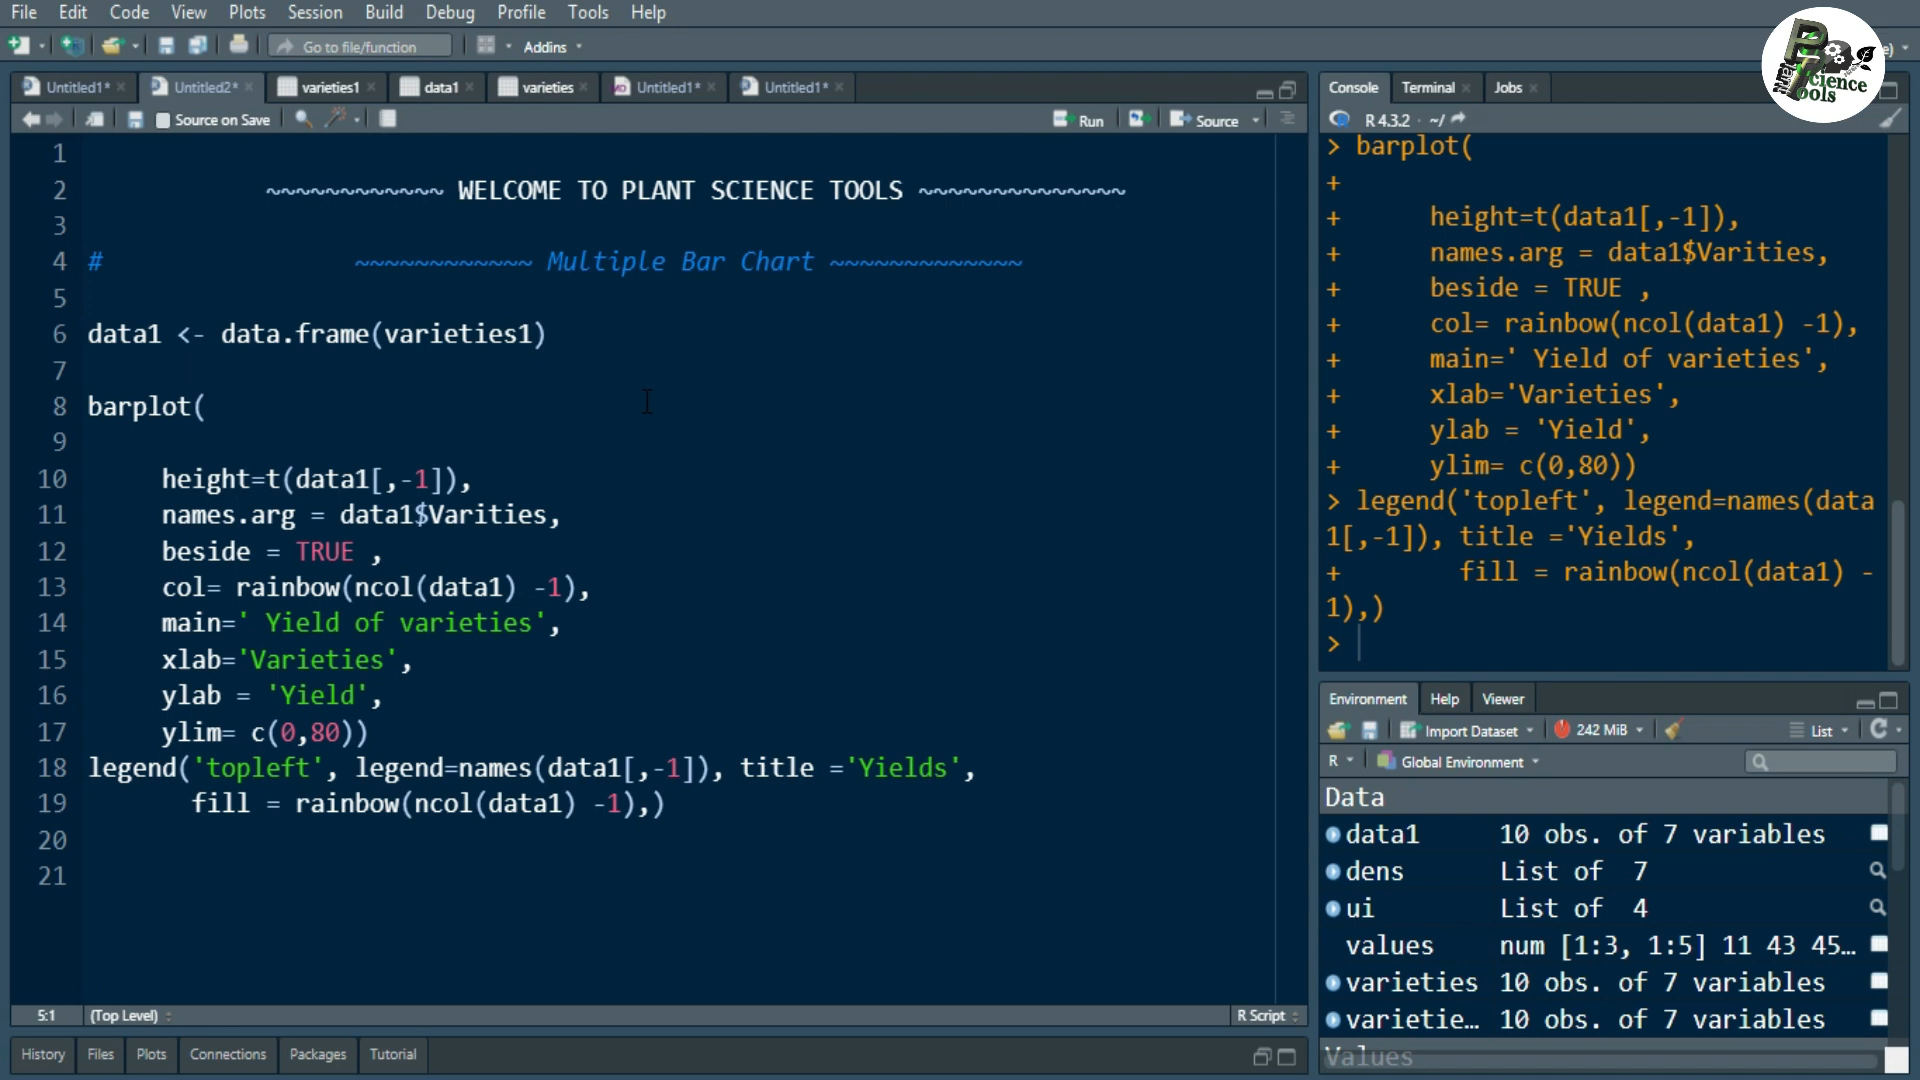 File Edit Code View Plots Session Build Debug Profile Tools Help
Go to file/function Addins
Untitled1* Untitled2* varieties1 data1 varieties Untitled1* Untitled1*
Source on Save Run Source
1
2 ~~~~~~~~~~~~ WELCOME TO PLANT SCIENCE TOOLS ~~~~~~~~~~~~~~
3
4 # ~~~~~~~~~~~~ Multiple Bar Chart ~~~~~~~~~~~~~
5
6 data1 <- data.frame(varieties1)
7
8 barplot(
9
10 height=t(data1[,-1]),
11 names.arg = data1$Varities,
12 beside = TRUE ,
13 col= rainbow(ncol(data1) -1),
14 main=' Yield of varieties',
15 xlab='Varieties',
16 ylab = 'Yield',
17 ylim= c(0,80))
18 legend('topleft', legend=names(data1[,-1]), title ='Yields',
19 fill = rainbow(ncol(data1) -1),)
20
21
5:1 (Top Level) R Script
History Files Plots Connections Packages Tutorial
Console Terminal Jobs
R 4.3.2 · ~/
> barplot(
+
+ height=t(data1[,-1]),
+ names.arg = data1$Varities,
+ beside = TRUE ,
+ col= rainbow(ncol(data1) -1),
+ main=' Yield of varieties',
+ xlab='Varieties',
+ ylab = 'Yield',
+ ylim= c(0,80))
> legend('topleft', legend=names(data
1[,-1]), title ='Yields',
+ fill = rainbow(ncol(data1) -
1),)
>
Environment Help Viewer
Import Dataset 242 MiB List
R Global Environment
Data
data1 10 obs. of 7 variables
dens List of 7
ui List of 4
values num [1:3, 1:5] 11 43 45...
varieties 10 obs. of 7 variables
varietie... 10 obs. of 7 variables
Values
Plant Science
Tools